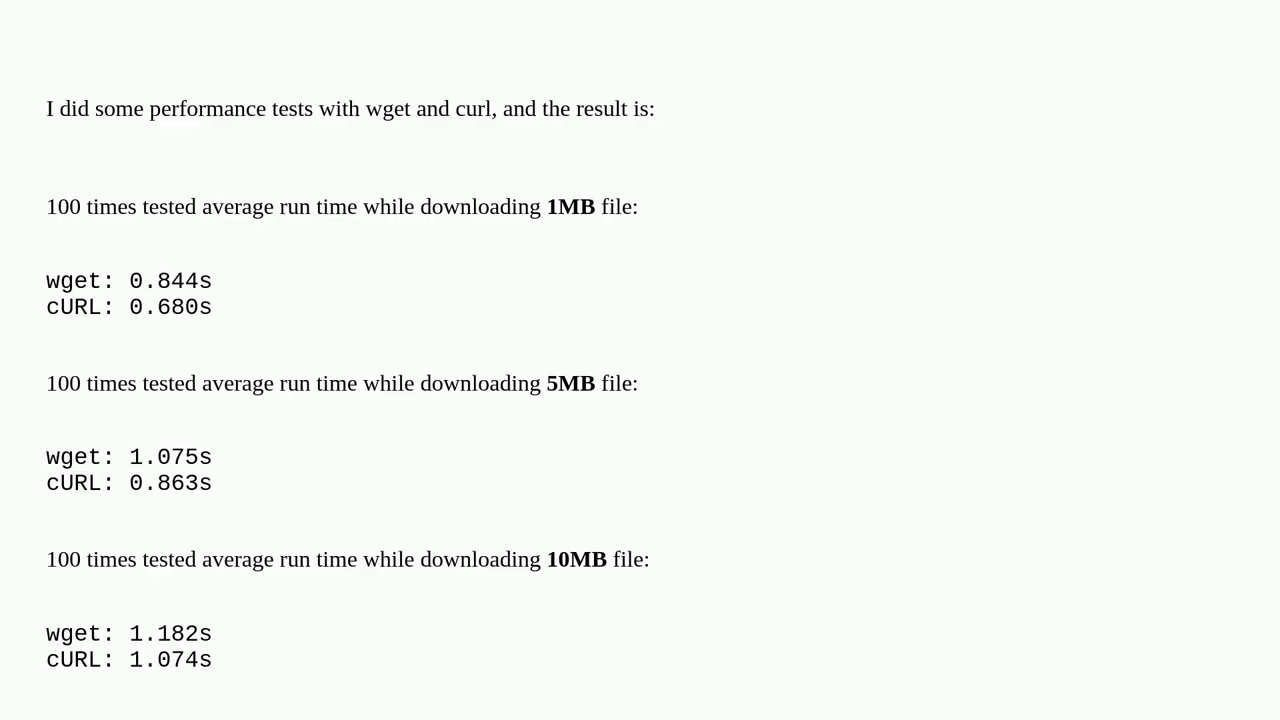 I did some performance tests with wget and curl, and the result is:
100 times tested average run time while downloading 1MB file:
wget: 0.844s
cURL: 0.680s
100 times tested average run time while downloading 5MB file:
wget: 1.075s
cURL: 0.863s
100 times tested average run time while downloading 10MB file:
wget: 1.182s
cURL: 1.074s